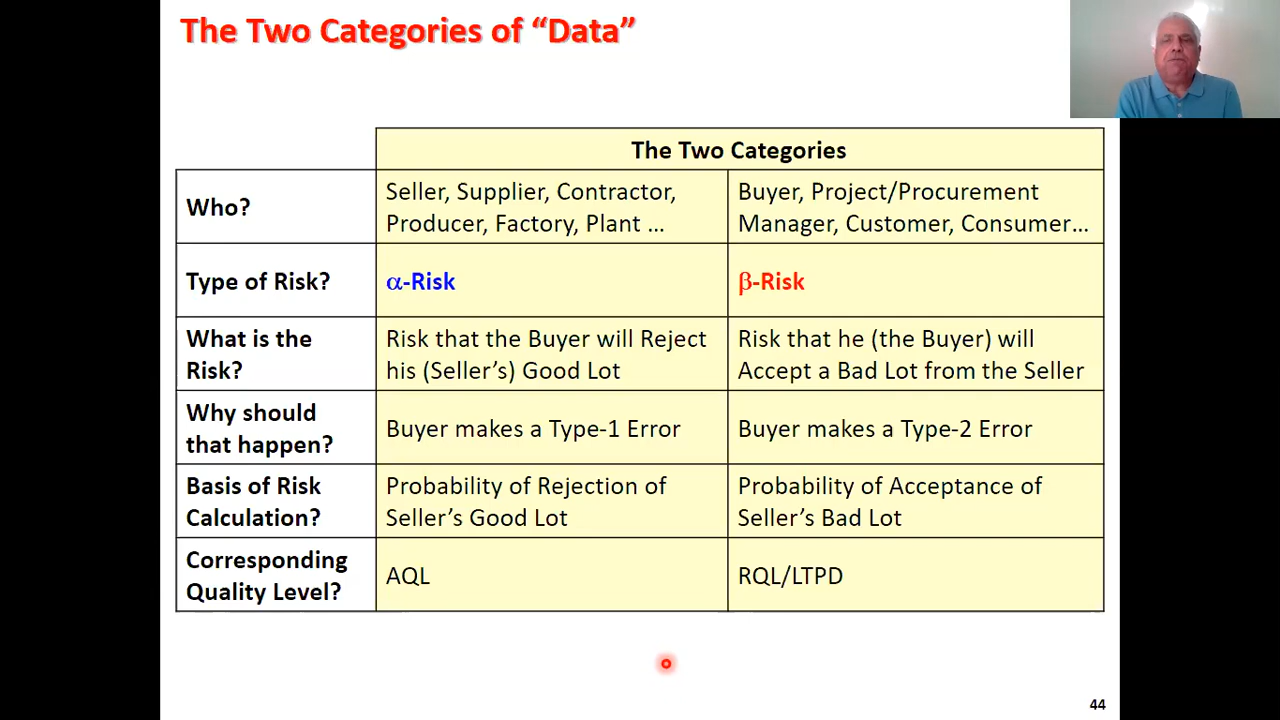 The Two Categories of “Data”
The Two Categories
Who?
Seller, Supplier, Contractor,
Producer, Factory, Plant ...
Buyer, Project/Procurement
Manager, Customer, Consumer...
Type of Risk?
α-Risk
β-Risk
What is the
Risk?
Risk that the Buyer will Reject
his (Seller’s) Good Lot
Risk that he (the Buyer) will
Accept a Bad Lot from the Seller
Why should
that happen?
Buyer makes a Type-1 Error
Buyer makes a Type-2 Error
Basis of Risk
Calculation?
Probability of Rejection of
Seller’s Good Lot
Probability of Acceptance of
Seller’s Bad Lot
Corresponding
Quality Level?
AQL
RQL/LTPD
44